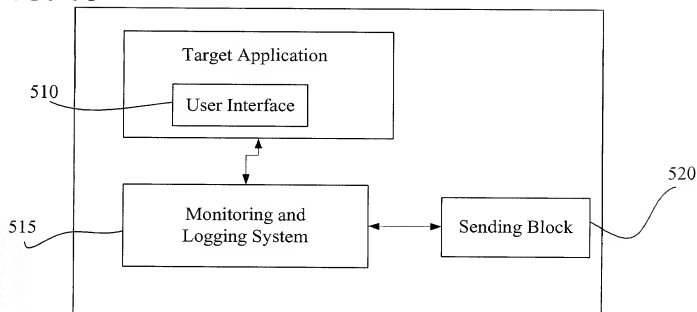 Target Application
510
User Interface
520
515
Monitoring and
Logging System
Sending Block